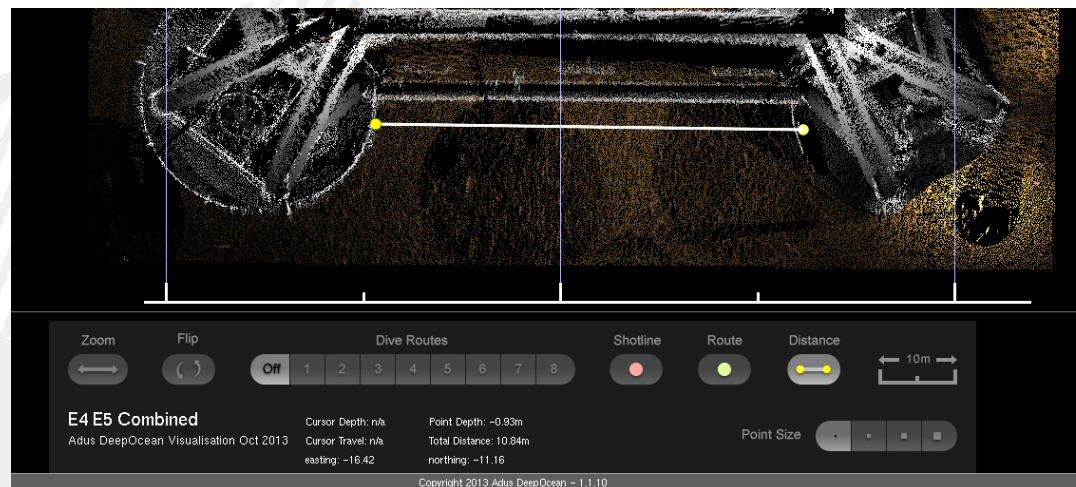 Zoom Flip Dive Routes Shotline Route Distance
Off 1 2 3 4 5 6 7 8 10m
E4 E5 Combined
Adus DeepOcean Visualisation Oct 2013
Cursor Depth: n/a Point Depth: -0.93m
Cursor Travel: n/a Total Distance: 10.84m
easting: -16.42 northing: -11.16
Point Size
Copyright 2013 Adus DeepOcean - 1.1.10